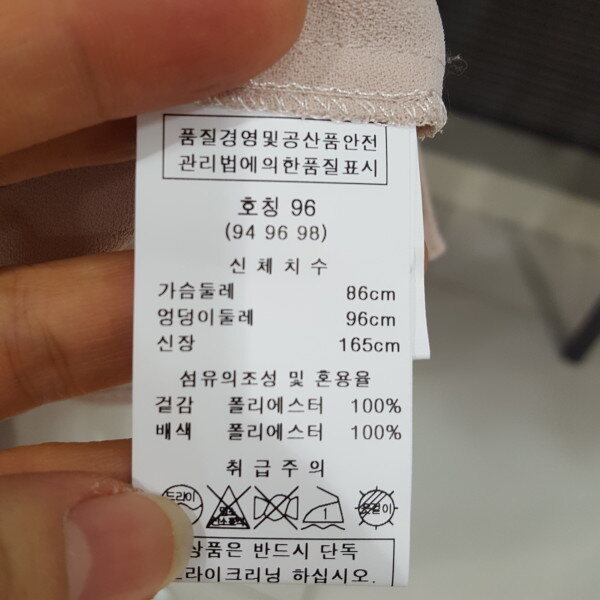 품질경영및공산품안전
관리법에의한품질표시
호칭 96
(94 96 98)
신체치수
가슴둘레 86cm
엉덩이둘레 96cm
신장 165cm
섬유의조성 및 혼용율
겉감 폴리에스터 100%
배색 폴리에스터 100%
취급주의
드라이
옷걸이
상품은 반드시 단독
드라이크리닝 하십시오.